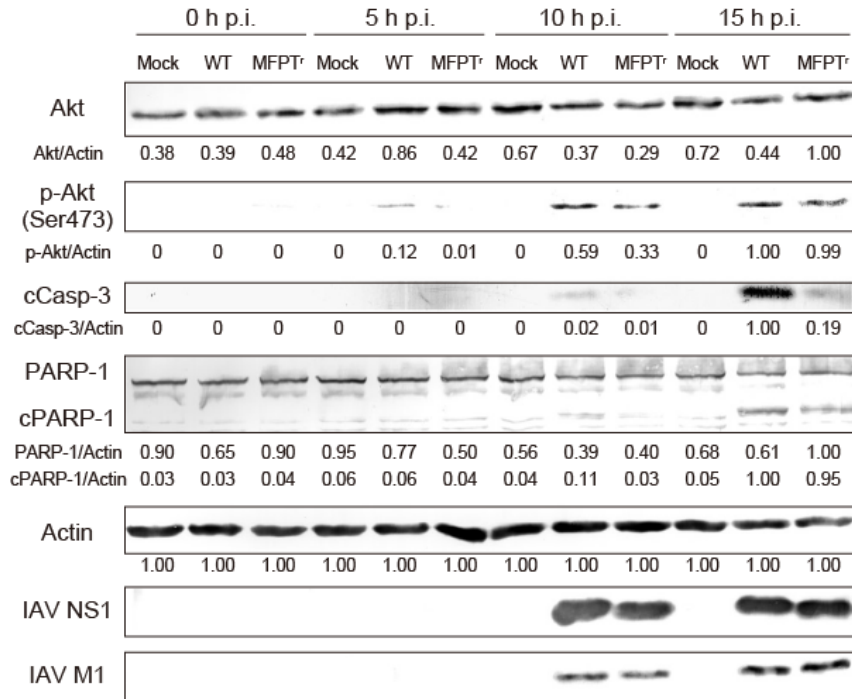 0 h p.i. 5 h p.i. 10 h p.i. 15 h p.i.
Mock WT MFPTʳ Mock WT MFPTʳ Mock WT MFPTʳ Mock WT MFPTʳ
Akt
Akt/Actin 0.38 0.39 0.48 0.42 0.86 0.42 0.67 0.37 0.29 0.72 0.44 1.00
p-Akt
(Ser473)
p-Akt/Actin 0 0 0 0 0.12 0.01 0 0.59 0.33 0 1.00 0.99
cCasp-3
cCasp-3/Actin 0 0 0 0 0 0 0 0.02 0.01 0 1.00 0.19
PARP-1
cPARP-1
PARP-1/Actin 0.90 0.65 0.90 0.95 0.77 0.50 0.56 0.39 0.40 0.68 0.61 1.00
cPARP-1/Actin 0.03 0.03 0.04 0.06 0.06 0.04 0.04 0.11 0.03 0.05 1.00 0.95
Actin
1.00 1.00 1.00 1.00 1.00 1.00 1.00 1.00 1.00 1.00 1.00 1.00
IAV NS1
IAV M1